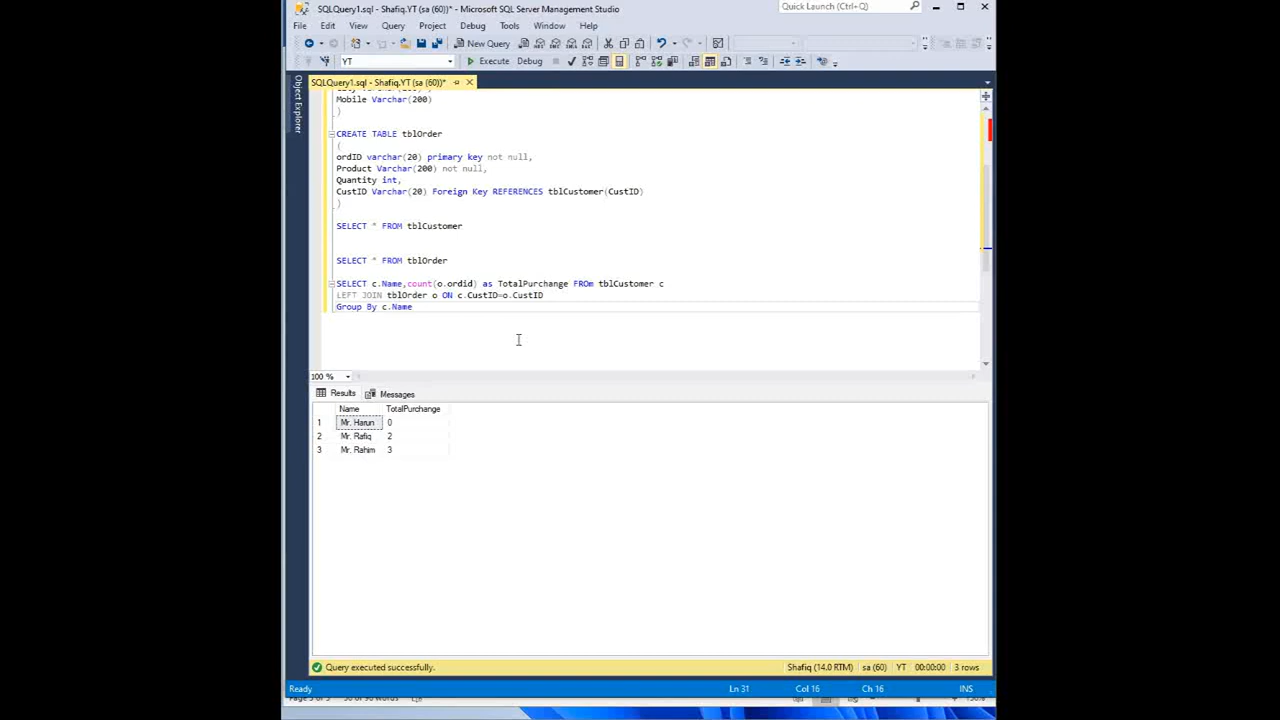 SQLQuery1.sql - Shafiq.YT (sa (60))* - Microsoft SQL Server Management Studio
Quick Launch (Ctrl+Q)
File Edit View Query Project Debug Tools Window Help
New Query
YT Execute Debug
SQLQuery1.sql - Shafiq.YT (sa (60))*
Object Explorer
Mobile Varchar(200)
)
CREATE TABLE tblOrder
(
ordID varchar(20) primary key not null,
Product Varchar(200) not null,
Quantity int,
CustID Varchar(20) Foreign Key REFERENCES tblCustomer(CustID)
)
SELECT * FROM tblCustomer
SELECT * FROM tblOrder
SELECT c.Name,count(o.ordid) as TotalPurchange FROm tblCustomer c
LEFT JOIN tblOrder o ON c.CustID=o.CustID
Group By c.Name
100 %
Results Messages
Name TotalPurchange
1 Mr. Harun 0
2 Mr. Rafiq 2
3 Mr. Rahim 3
Query executed successfully. Shafiq (14.0 RTM) sa (60) YT 00:00:00 3 rows
Ready Ln 31 Col 16 Ch 16 INS